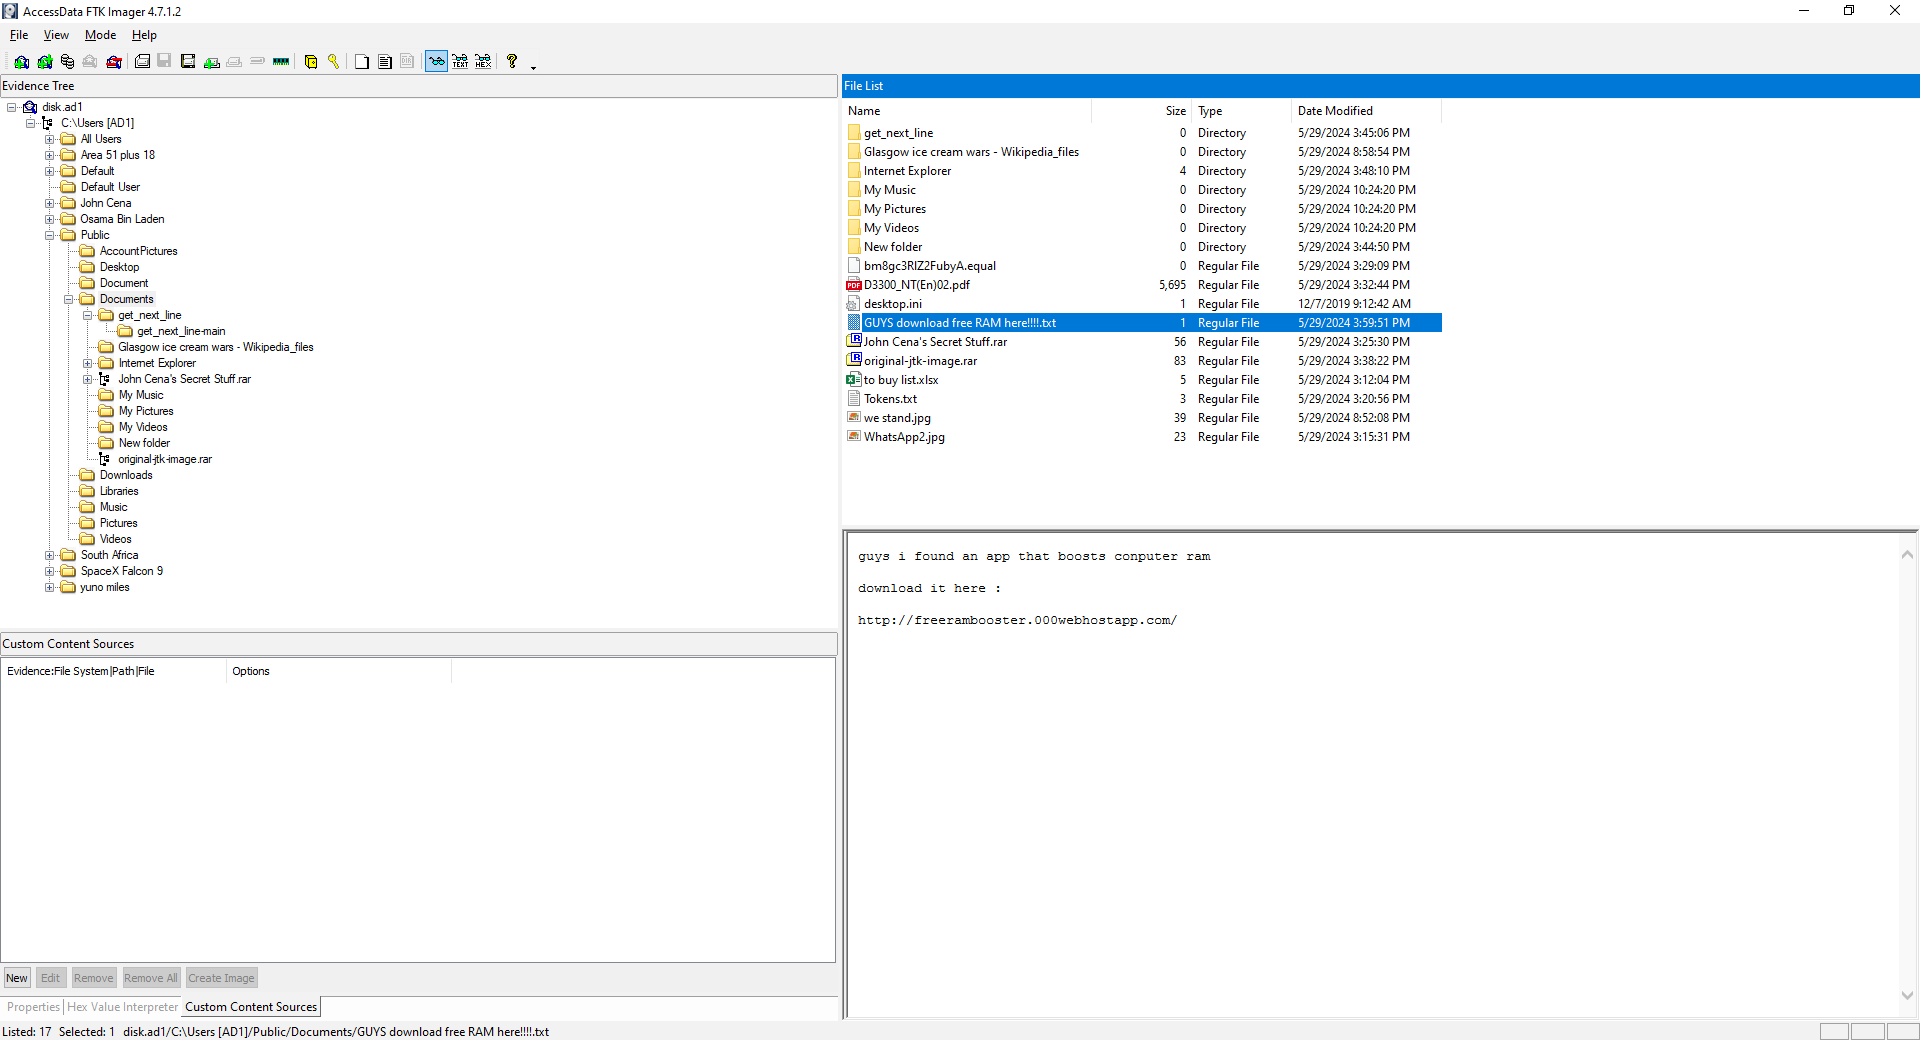 AccessData FTK Imager 4.7.1.2
File View Mode Help
Evidence Tree
disk.ad1
C:\Users [AD1]
All Users
Area 51 plus 18
Default
Default User
John Cena
Osama Bin Laden
Public
AccountPictures
Desktop
Document
Documents
get_next_line
get_next_line-main
Glasgow ice cream wars - Wikipedia_files
Internet Explorer
John Cena's Secret Stuff.rar
My Music
My Pictures
My Videos
New folder
original-jtk-image.rar
Downloads
Libraries
Music
Pictures
Videos
South Africa
SpaceX Falcon 9
yuno miles
Custom Content Sources
Evidence:File System|Path|File Options
New Edit Remove Remove All Create Image
Properties Hex Value Interpreter Custom Content Sources
Listed: 17 Selected: 1 disk.ad1/C:\Users [AD1]/Public/Documents/GUYS download free RAM here!!!!.txt
File List
Name Size Type Date Modified
get_next_line 0 Directory 5/29/2024 3:45:06 PM
Glasgow ice cream wars - Wikipedia_files 0 Directory 5/29/2024 8:58:54 PM
Internet Explorer 4 Directory 5/29/2024 3:48:10 PM
My Music 0 Directory 5/29/2024 10:24:20 PM
My Pictures 0 Directory 5/29/2024 10:24:20 PM
My Videos 0 Directory 5/29/2024 10:24:20 PM
New folder 0 Directory 5/29/2024 3:44:50 PM
bm8gc3RlZ2FubyA.equal 0 Regular File 5/29/2024 3:29:09 PM
D3300_NT(En)02.pdf 5,695 Regular File 5/29/2024 3:32:44 PM
desktop.ini 1 Regular File 12/7/2019 9:12:42 AM
GUYS download free RAM here!!!!.txt 1 Regular File 5/29/2024 3:59:51 PM
John Cena's Secret Stuff.rar 56 Regular File 5/29/2024 3:25:30 PM
original-jtk-image.rar 83 Regular File 5/29/2024 3:38:22 PM
to buy list.xlsx 5 Regular File 5/29/2024 3:12:04 PM
Tokens.txt 3 Regular File 5/29/2024 3:20:56 PM
we stand.jpg 39 Regular File 5/29/2024 8:52:08 PM
WhatsApp2.jpg 23 Regular File 5/29/2024 3:15:31 PM
guys i found an app that boosts conputer ram
download it here :
http://freerambooster.000webhostapp.com/